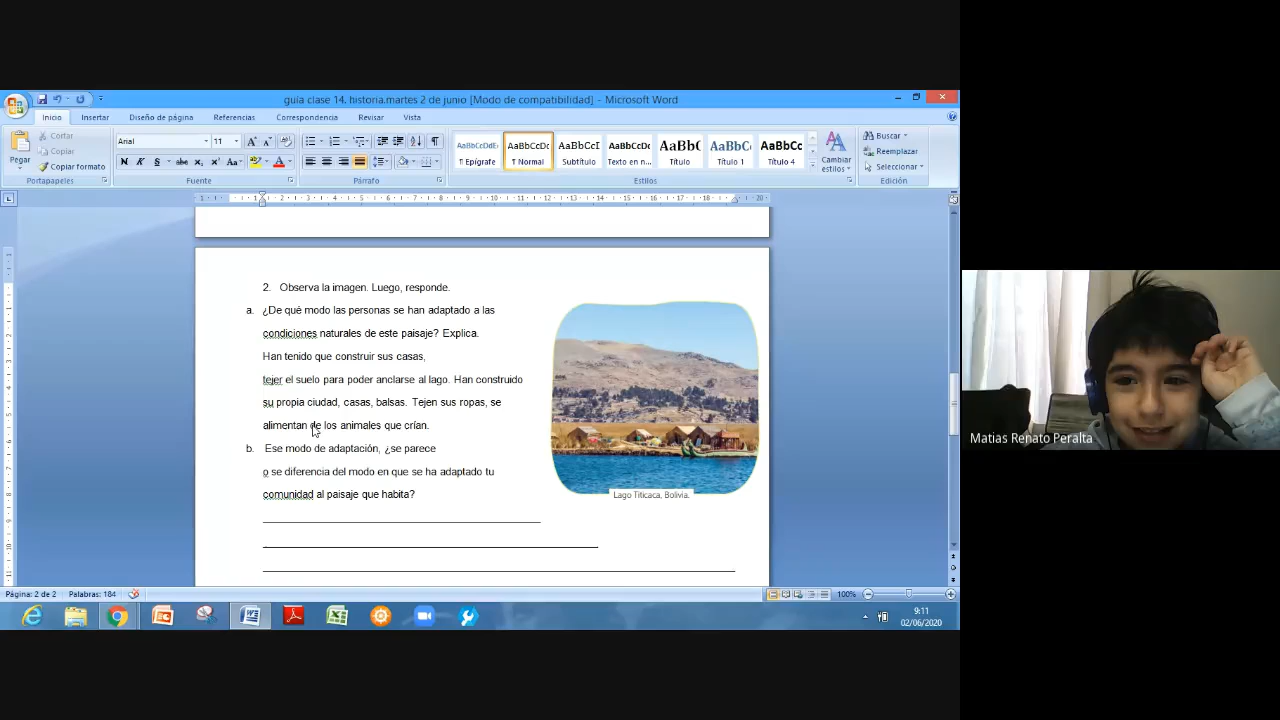 guía clase 14. historia.martes 2 de junio [Modo de compatibilidad] - Microsoft Word
Inicio Insertar Diseño de página Referencias Correspondencia Revisar Vista
Pegar
Cortar
Copiar
Copiar formato
Portapapeles
Arial 11
Fuente
Párrafo
AaBbCcDdE AaBbCcDc AaBbCcI AaBbCcDc AaBbC AaBbCc AaBbCc
¶ Epígrafe ¶ Normal Subtítulo Texto en n... Título Título 1 Título 4
Cambiar estilos
Estilos
Buscar
Reemplazar
Seleccionar
Edición
2. Observa la imagen. Luego, responde.
a. ¿De qué modo las personas se han adaptado a las
condiciones naturales de este paisaje? Explica.
Han tenido que construir sus casas,
tejer el suelo para poder anclarse al lago. Han construido
su propia ciudad, casas, balsas. Tejen sus ropas, se
alimentan de los animales que crían.
b. Ese modo de adaptación, ¿se parece
o se diferencia del modo en que se ha adaptado tu
comunidad al paisaje que habita?
Lago Titicaca, Bolivia.
Matias Renato Peralta
Página: 2 de 2 Palabras: 184
100%
9:11
02/06/2020